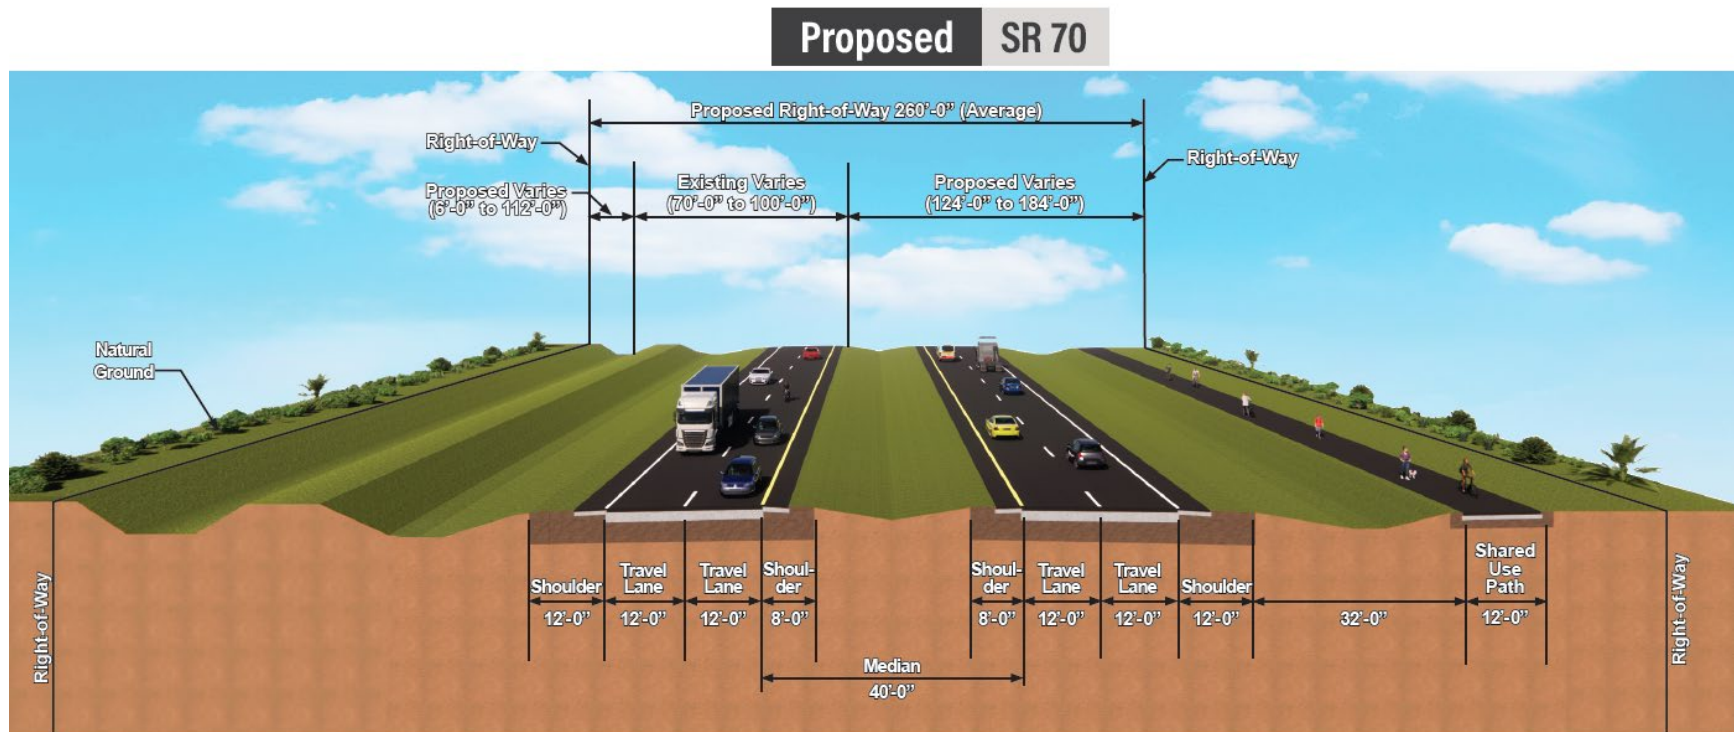 Proposed SR 70
Proposed Right-of-Way 260’-0” (Average)
Right-of-Way
Right-of-Way
Proposed Varies
(6’-0” to 112’-0”)
Existing Varies
(70’-0” to 100’-0”)
Proposed Varies
(124’-0” to 184’-0”)
Natural
Ground
Shoulder
12’-0”
Travel
Lane
12’-0”
Travel
Lane
12’-0”
Shoul-
der
8’-0”
Shoul-
der
8’-0”
Travel
Lane
12’-0”
Travel
Lane
12’-0”
Shoulder
12’-0”
32’-0”
Shared
Use
Path
12’-0”
Median
40’-0”
Right-of-Way
Right-of-Way